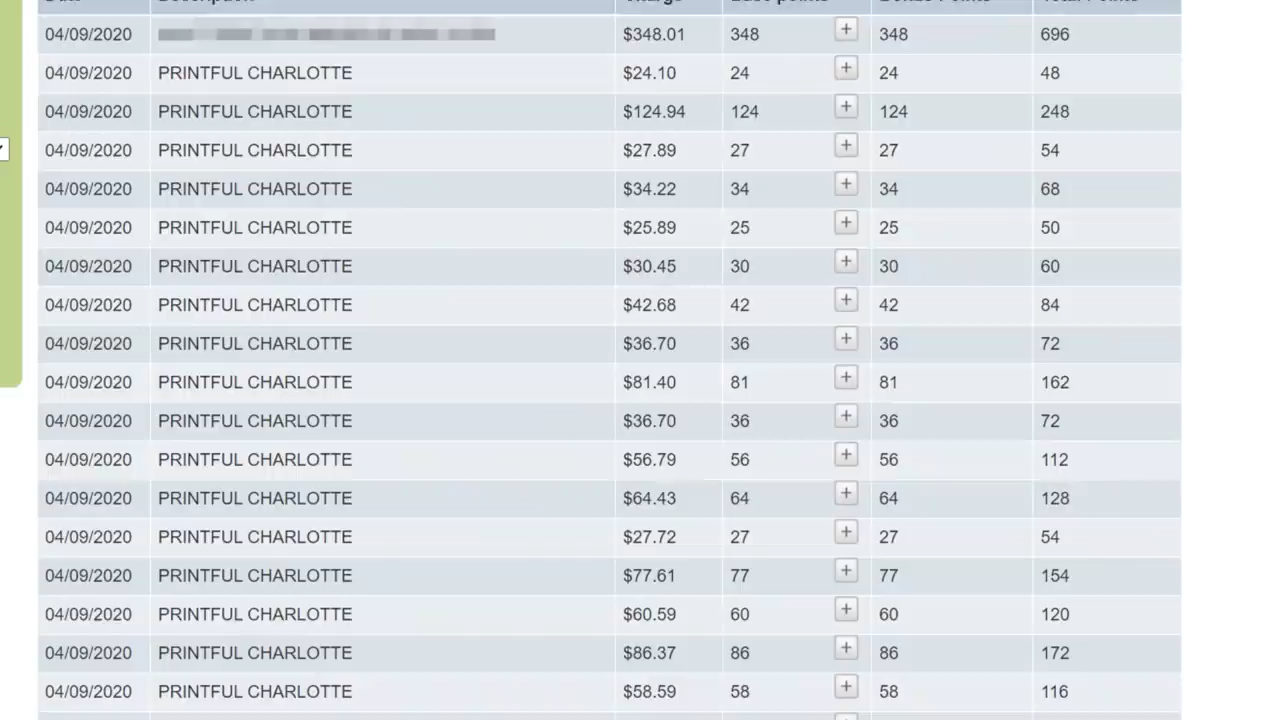 04/09/2020 $348.01 348 + 348 696
04/09/2020 PRINTFUL CHARLOTTE $24.10 24 + 24 48
04/09/2020 PRINTFUL CHARLOTTE $124.94 124 + 124 248
04/09/2020 PRINTFUL CHARLOTTE $27.89 27 + 27 54
04/09/2020 PRINTFUL CHARLOTTE $34.22 34 + 34 68
04/09/2020 PRINTFUL CHARLOTTE $25.89 25 + 25 50
04/09/2020 PRINTFUL CHARLOTTE $30.45 30 + 30 60
04/09/2020 PRINTFUL CHARLOTTE $42.68 42 + 42 84
04/09/2020 PRINTFUL CHARLOTTE $36.70 36 + 36 72
04/09/2020 PRINTFUL CHARLOTTE $81.40 81 + 81 162
04/09/2020 PRINTFUL CHARLOTTE $36.70 36 + 36 72
04/09/2020 PRINTFUL CHARLOTTE $56.79 56 + 56 112
04/09/2020 PRINTFUL CHARLOTTE $64.43 64 + 64 128
04/09/2020 PRINTFUL CHARLOTTE $27.72 27 + 27 54
04/09/2020 PRINTFUL CHARLOTTE $77.61 77 + 77 154
04/09/2020 PRINTFUL CHARLOTTE $60.59 60 + 60 120
04/09/2020 PRINTFUL CHARLOTTE $86.37 86 + 86 172
04/09/2020 PRINTFUL CHARLOTTE $58.59 58 + 58 116